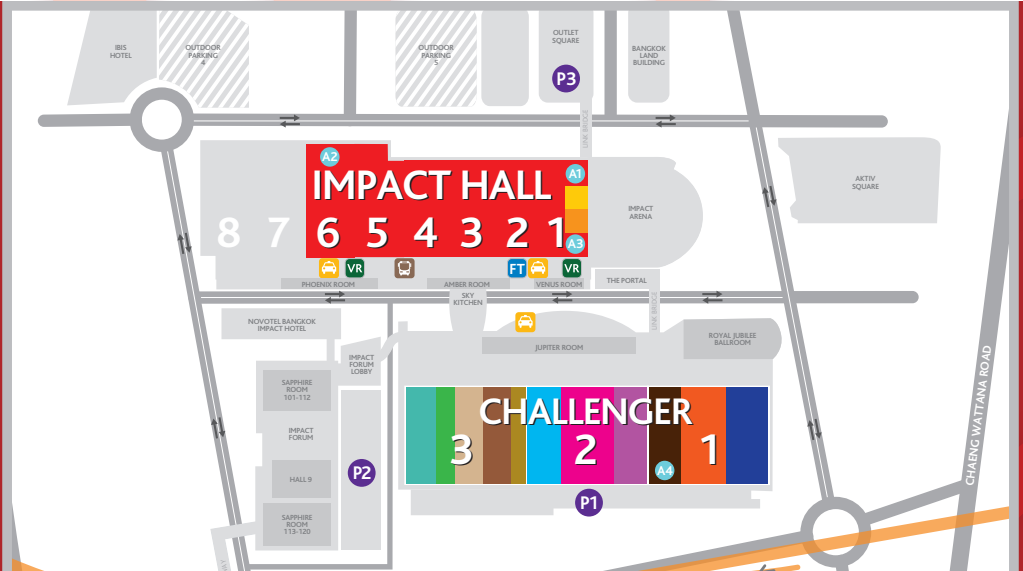 IBIS
HOTEL
OUTDOOR
PARKING
4
OUTDOOR
PARKING
5
OUTLET
SQUARE
P3
BANGKOK
LAND
BUILDING
LINK BRIDGE
AKTIV
SQUARE
A2
A1
IMPACT HALL
IMPACT
ARENA
8 7 6 5 4 3 2 1
A3
VR
FT
VR
PHOENIX ROOM
AMBER ROOM
VENUS ROOM
THE PORTAL
SKY
KITCHEN
LINK BRIDGE
NOVOTEL BANGKOK
IMPACT HOTEL
JUPITER ROOM
ROYAL JUBILEE
BALLROOM
IMPACT
FORUM
LOBBY
SAPPHIRE
ROOM
101-112
IMPACT
FORUM
HALL 9
SAPPHIRE
ROOM
113-120
P2
CHALLENGER
3 2 1
A4
P1
CHAENG WATTANA ROAD